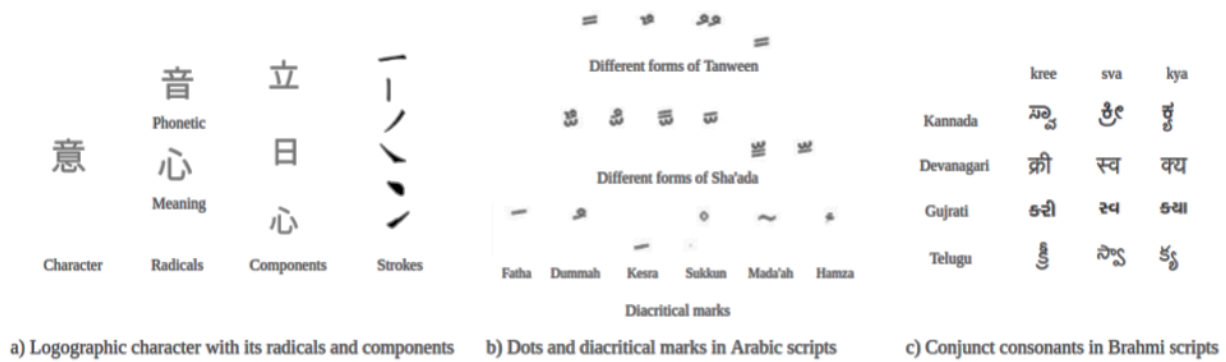 意
音
Phonetic
心
Meaning
立
日
心
Character Radicals Components Strokes
a) Logographic character with its radicals and components
Different forms of Tanween
Different forms of Sha'ada
Fatha Dummah Kesra Sukkun Mada'ah Hamza
Diacritical marks
b) Dots and diacritical marks in Arabic scripts
kree sva kya
Kannada ಸ್ವಾ ಕ್ರೀ
Devanagari क्री स्व क्य
Gujrati કરી સ્વ ક્યા
Telugu క్రీ స్వా క్య
c) Conjunct consonants in Brahmi scripts